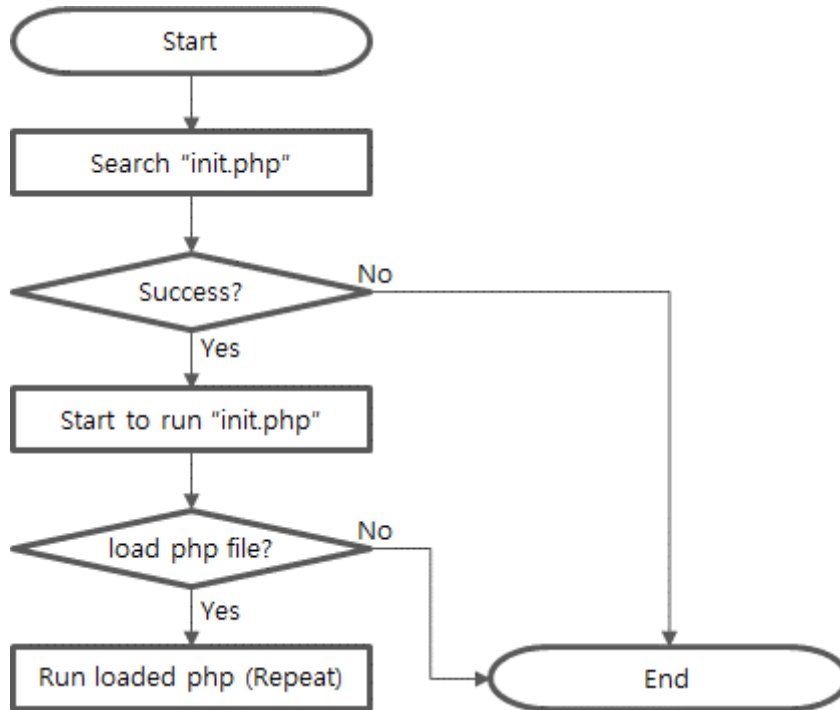 Start
Search "init.php"
Success?
No
Yes
Start to run "init.php"
load php file?
No
Yes
Run loaded php (Repeat)
End